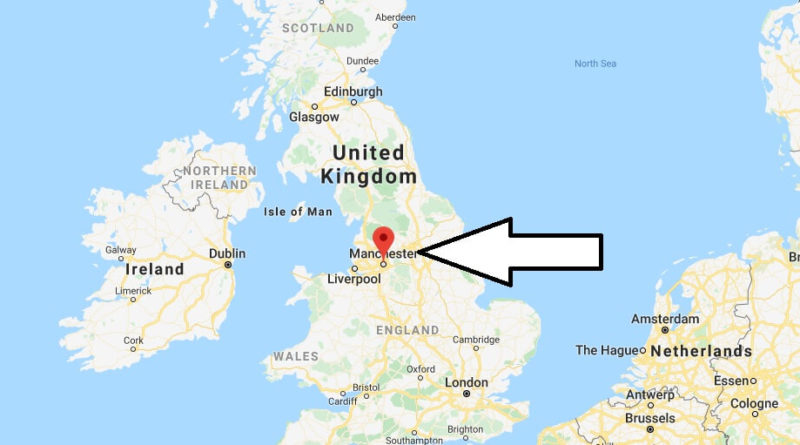 Aberdeen
SCOTLAND
Dundee
North Sea
Edinburgh
Glasgow
United
Kingdom
NORTHERN
IRELAND
Isle of Man
Galway
Dublin
Manchester
Ireland
Liverpool
Limerick
Amsterdam
ENGLAND
Cork
Cambridge
The Hague
Netherlands
WALES
Oxford
London
Essen
Bristol
Cardiff
Antwerp
Cologne
Brussels
Brighton
Southampton